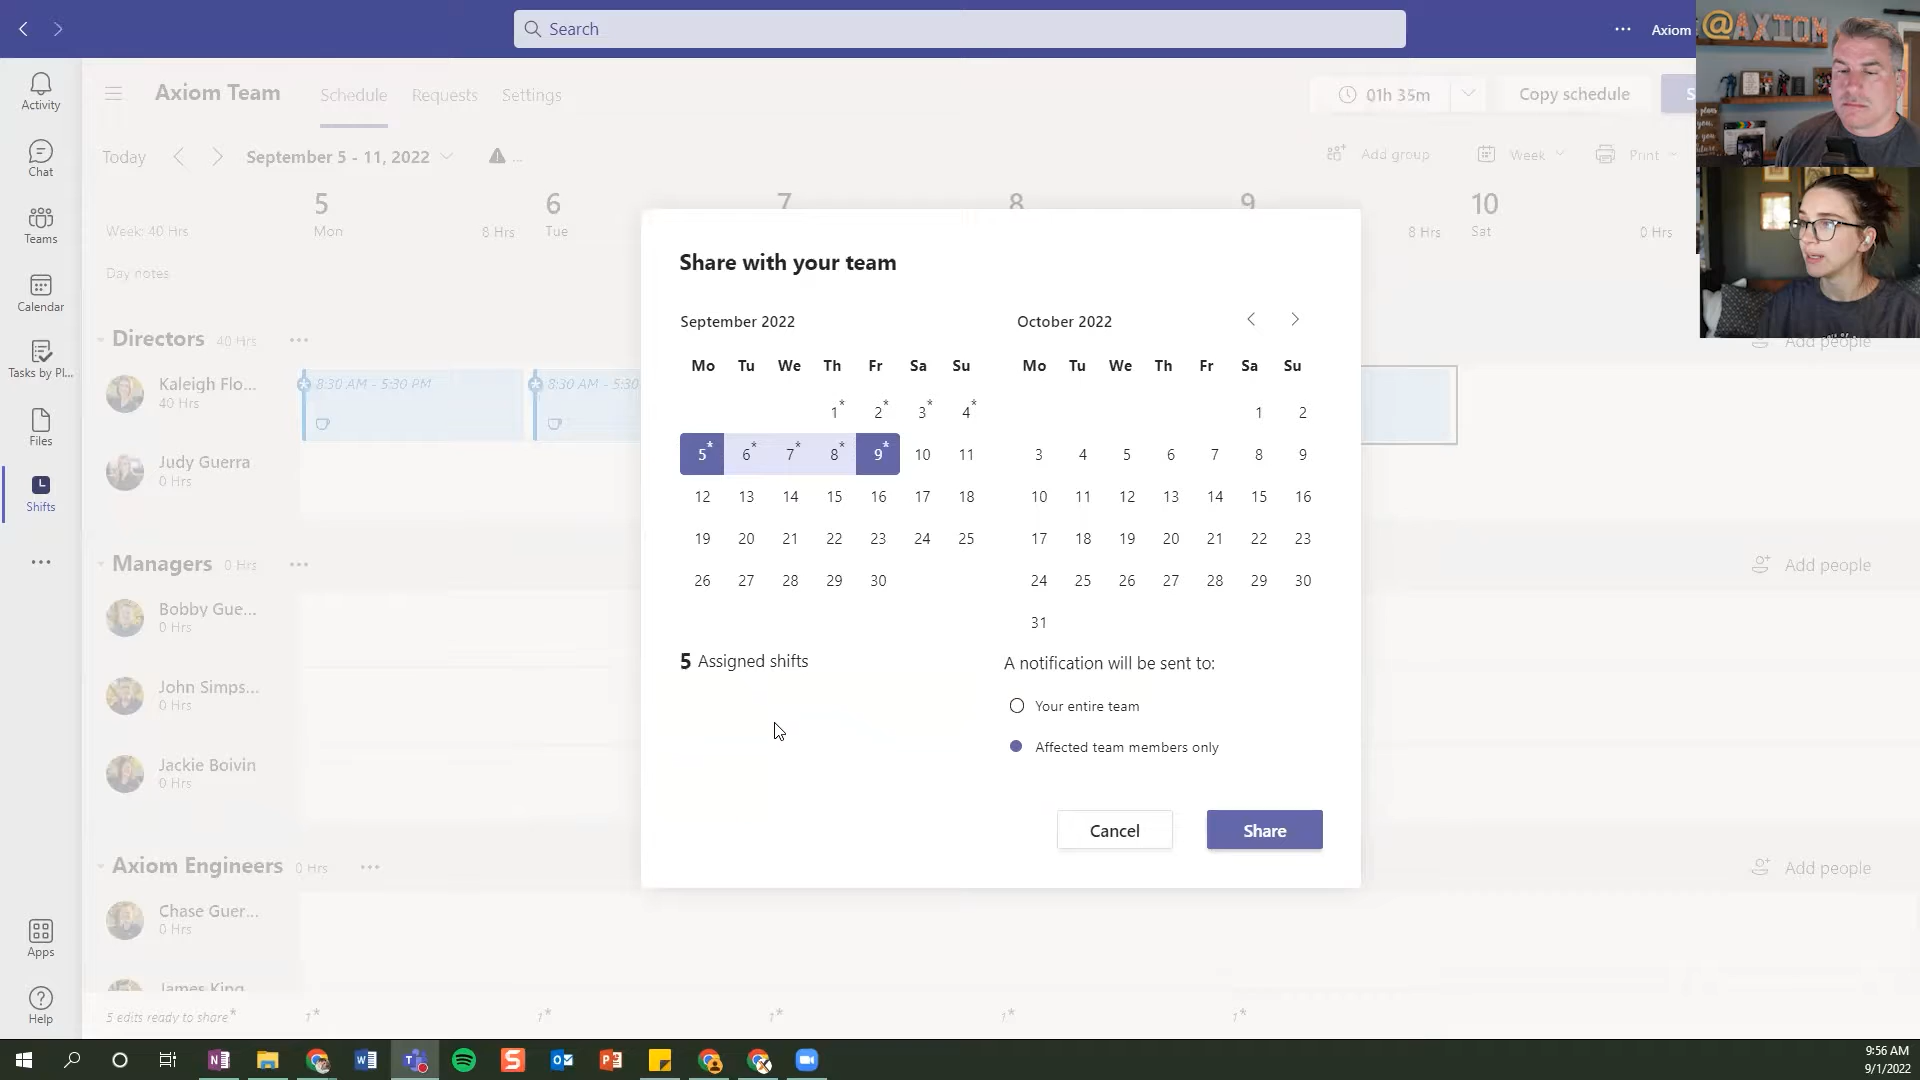 Search
...
Axiom
@AXIOM
Activity
Chat
Teams
Calendar
Tasks by Pl...
Files
Shifts
Apps
Help
Axiom Team
Schedule
Requests
Settings
01h 35m
Copy schedule
S
Today
September 5 - 11, 2022
...
Add group
Week
Print
Week: 40 Hrs
5
Mon
8 Hrs
6
Tue
7
8
9
8 Hrs
10
Sat
0 Hrs
Day notes
Directors 40 Hrs ...
Add people
Kaleigh Flo...
40 Hrs
8:30 AM - 5:30 PM
8:30 AM - 5:30
Judy Guerra
0 Hrs
Managers 0 Hrs ...
Add people
Bobby Gue...
0 Hrs
John Simps...
0 Hrs
Jackie Boivin
0 Hrs
Axiom Engineers 0 Hrs ...
Add people
Chase Guer...
0 Hrs
James King
5 edits ready to share*
1* 1* 1* 1* 1*
Share with your team
September 2022
Mo Tu We Th Fr Sa Su
1* 2* 3* 4*
5* 6* 7* 8* 9* 10 11
12 13 14 15 16 17 18
19 20 21 22 23 24 25
26 27 28 29 30
October 2022
Mo Tu We Th Fr Sa Su
1 2
3 4 5 6 7 8 9
10 11 12 13 14 15 16
17 18 19 20 21 22 23
24 25 26 27 28 29 30
31
5 Assigned shifts
A notification will be sent to:
Your entire team
Affected team members only
Cancel
Share
9:56 AM
9/1/2022